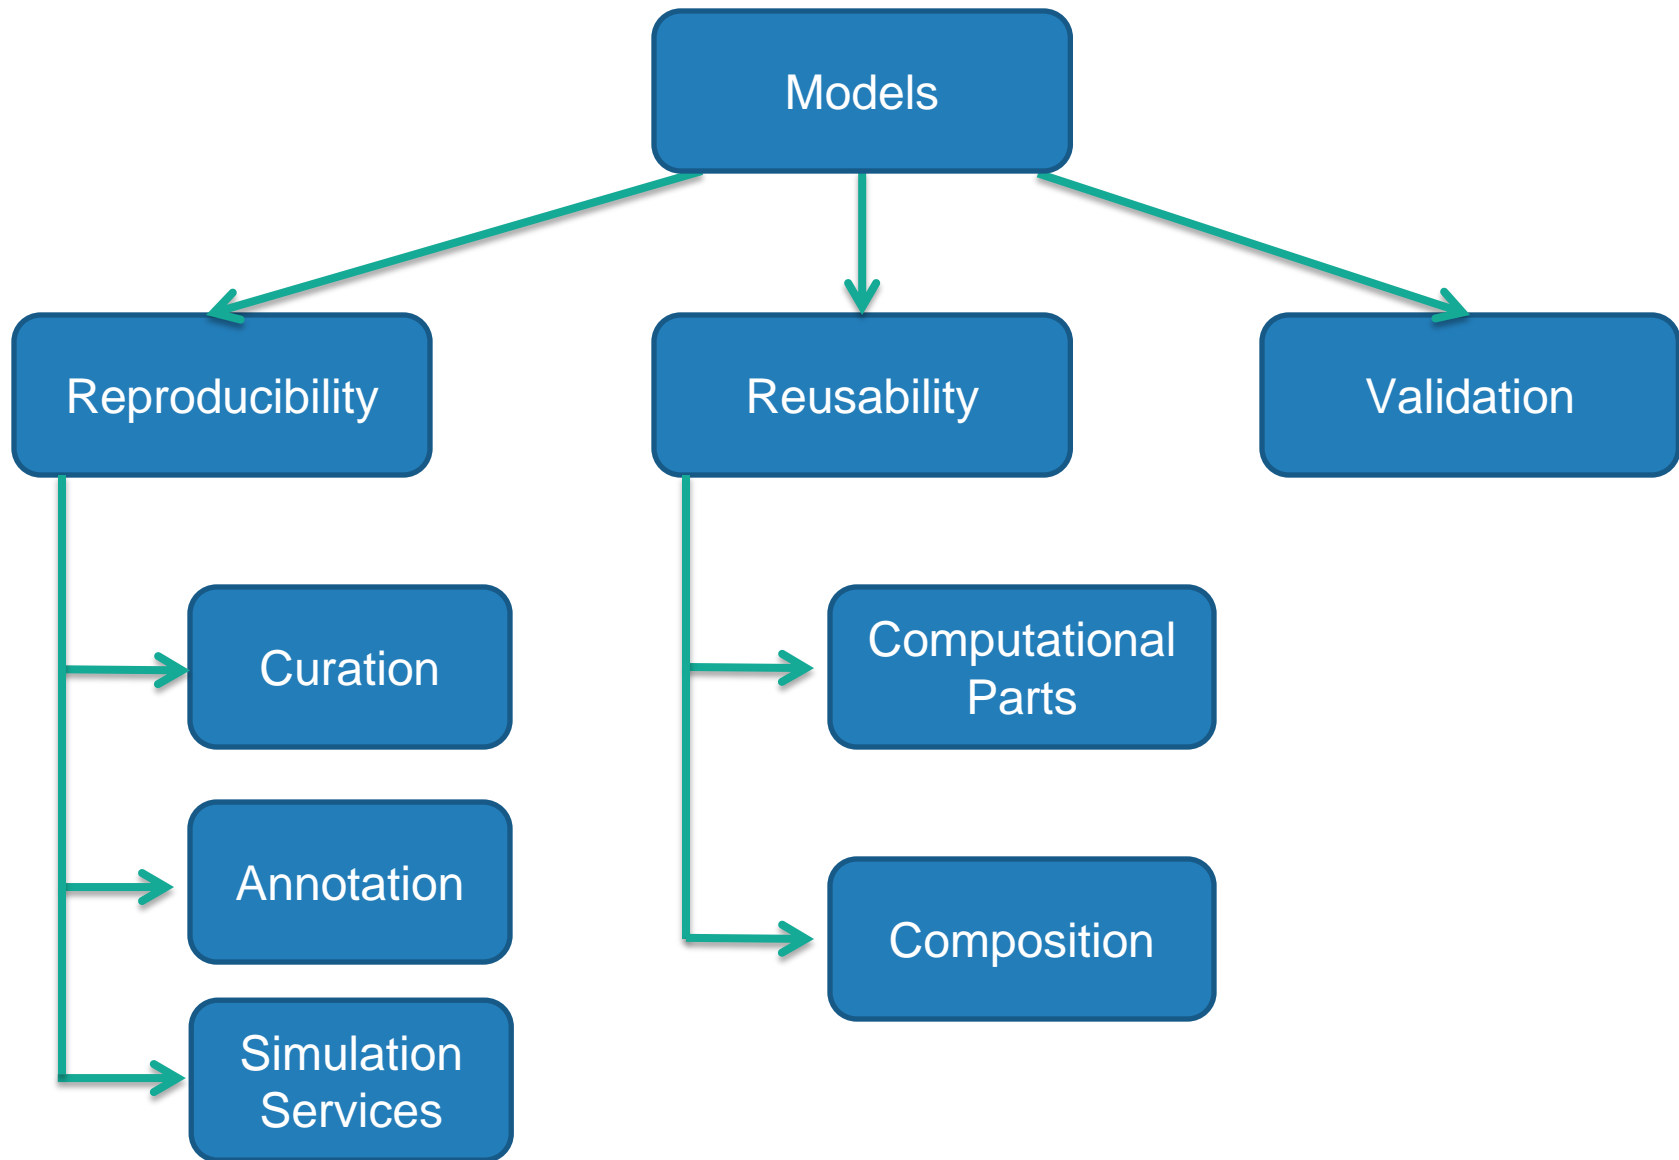 Models
Reproducibility
Reusability
Validation
Curation
Annotation
Simulation
Services
Computational
Parts
Composition